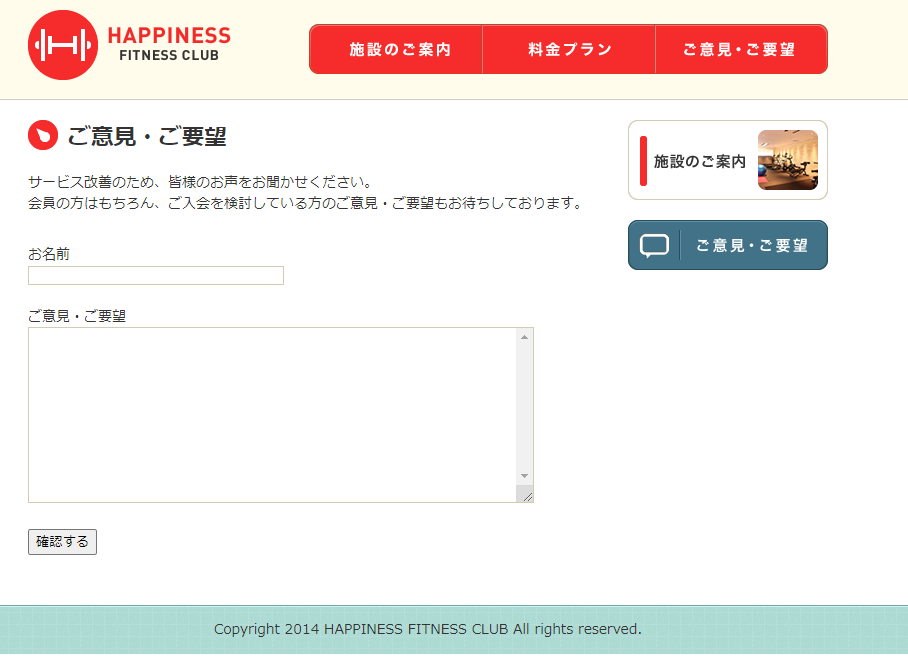 HAPPINESS
FITNESS CLUB
施設のご案内
料金プラン
ご意見・ご要望
ご意見・ご要望
サービス改善のため、皆様のお声をお聞かせください。
会員の方はもちろん、ご入会を検討している方のご意見・ご要望もお待ちしております。
お名前
ご意見・ご要望
確認する
施設のご案内
ご意見・ご要望
Copyright 2014 HAPPINESS FITNESS CLUB All rights reserved.